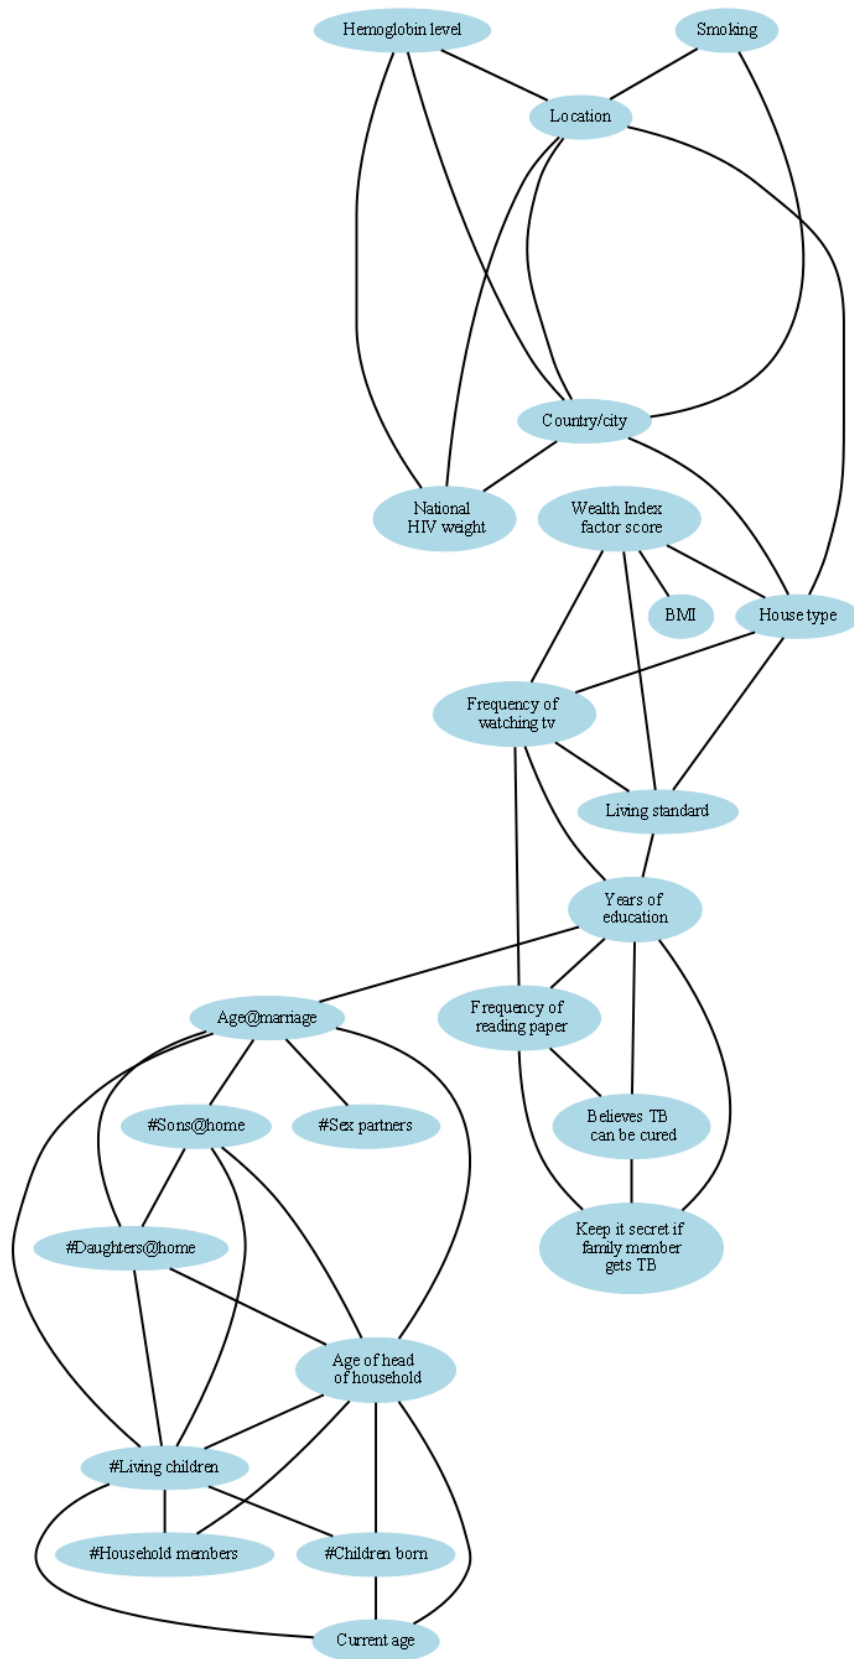 Hemoglobin level
Smoking
Location
Country/city
National
HIV weight
Wealth Index
factor score
BMI
House type
Frequency of
watching tv
Living standard
Years of
education
Age@marriage
Frequency of
reading paper
#Sons@home
#Sex partners
Believes TB
can be cured
#Daughters@home
Keep it secret if
family member
gets TB
Age of head
of household
#Living children
#Household members
#Children born
Current age